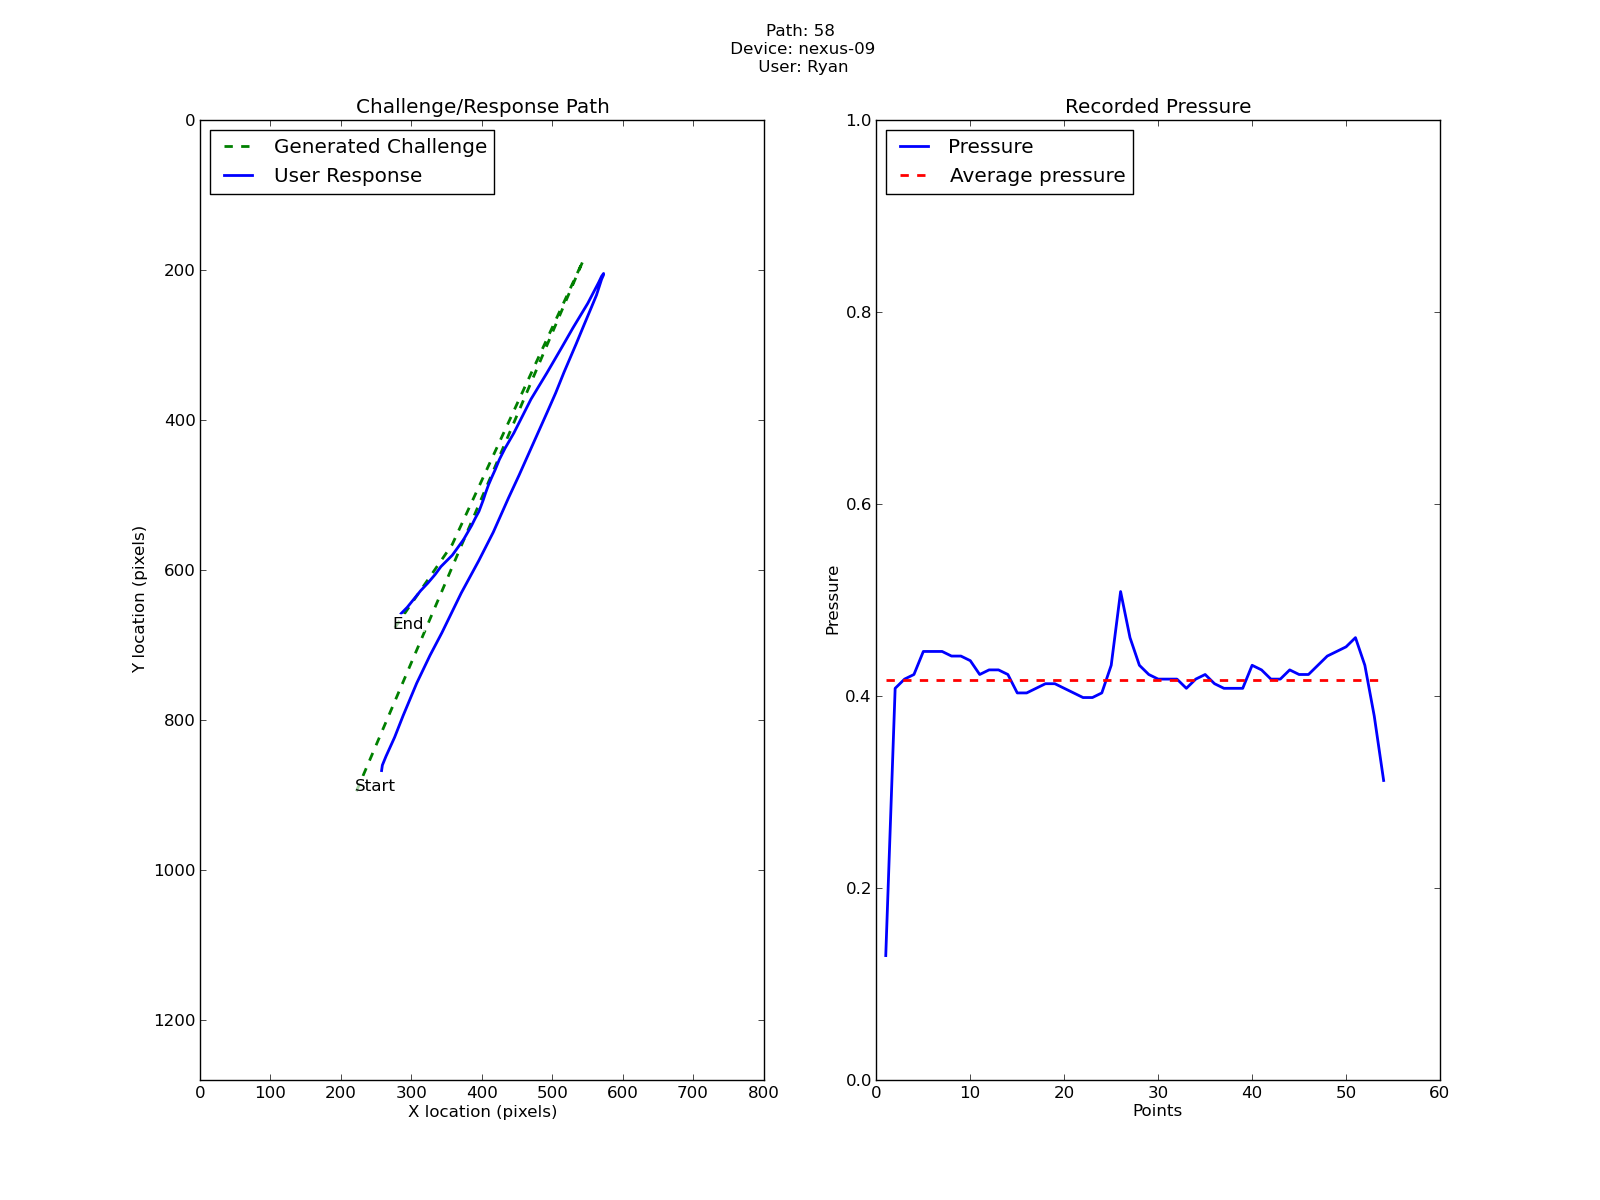 Path: 58
Device: nexus-09
User: Ryan
Challenge/Response Path
Generated Challenge
User Response
0
200
400
600
800
1000
1200
Y location (pixels)
End
Start
0 100 200 300 400 500 600 700 800
X location (pixels)
Recorded Pressure
Pressure
Average pressure
1.0
0.8
0.6
0.4
0.2
0.0
Pressure
0 10 20 30 40 50 60
Points